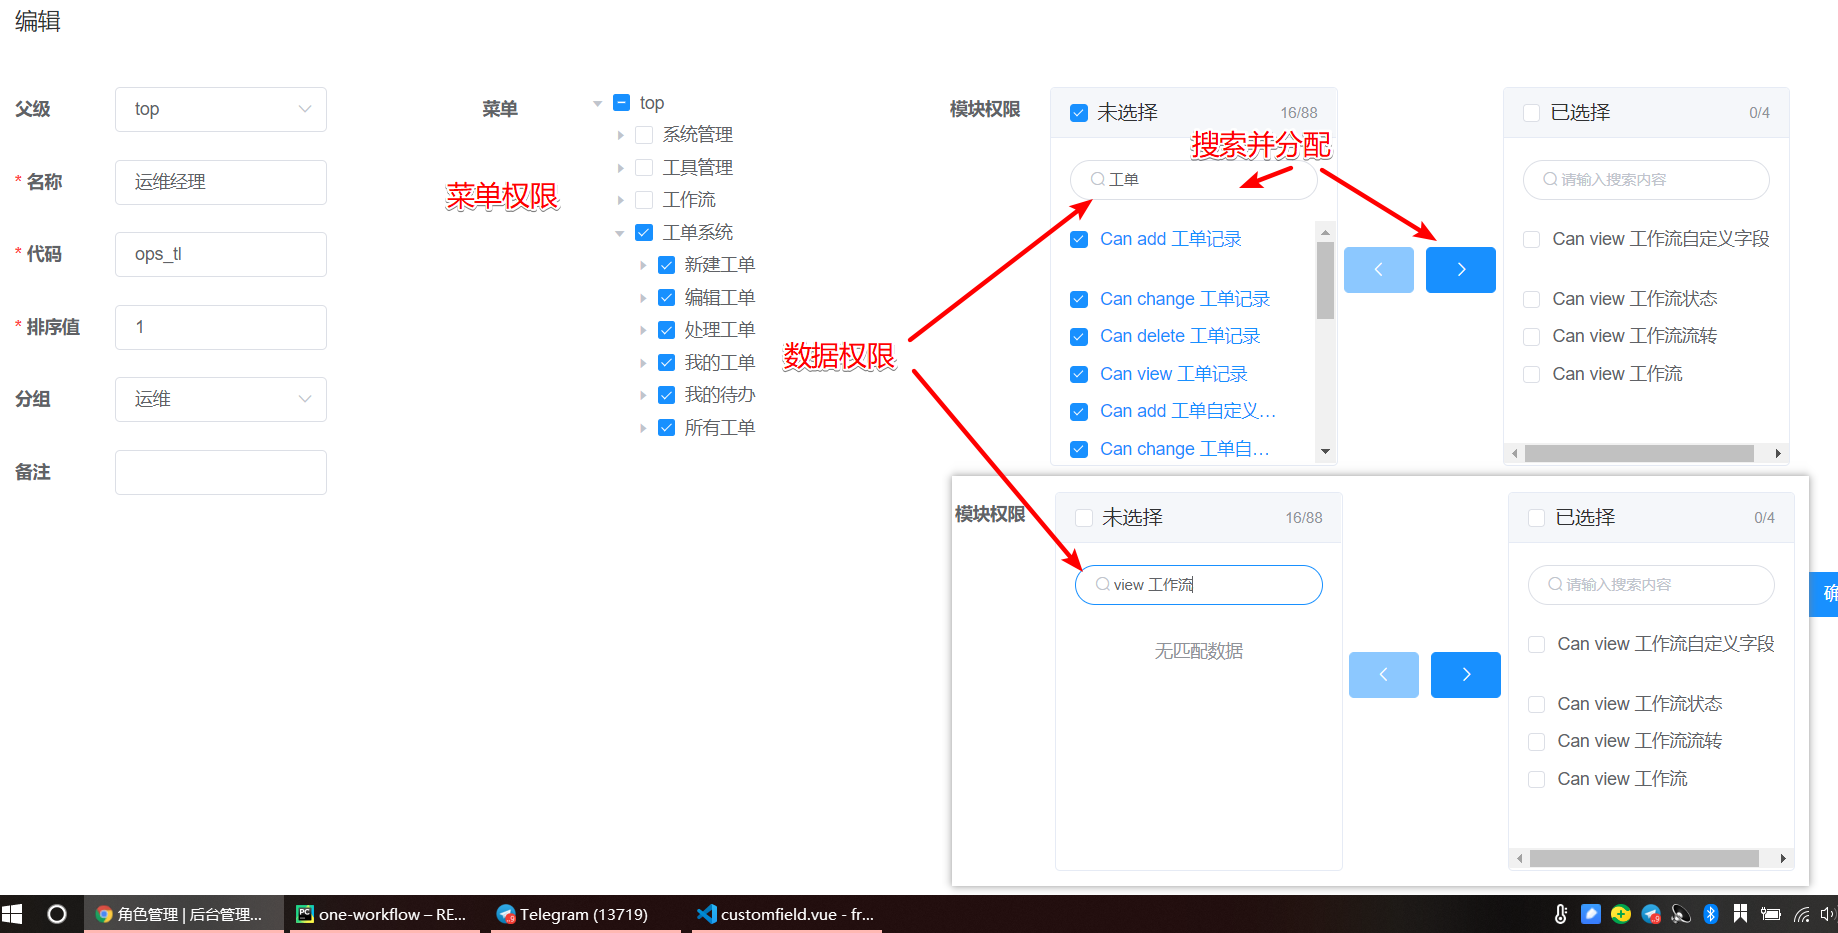 编辑
父级
top
* 名称
运维经理
* 代码
ops_tl
* 排序值
1
分组
运维
备注
菜单
top
系统管理
工具管理
工作流
工单系统
新建工单
编辑工单
处理工单
我的工单
我的待办
所有工单
菜单权限
数据权限
模块权限
未选择
16/88
搜索并分配
工单
Can add 工单记录
Can change 工单记录
Can delete 工单记录
Can view 工单记录
Can add 工单自定义…
Can change 工单自…
已选择
0/4
请输入搜索内容
Can view 工作流自定义字段
Can view 工作流状态
Can view 工作流流转
Can view 工作流
模块权限
未选择
16/88
view 工作流
无匹配数据
已选择
0/4
请输入搜索内容
Can view 工作流自定义字段
Can view 工作流状态
Can view 工作流流转
Can view 工作流
确
角色管理 | 后台管理...
one-workflow – RE...
Telegram (13719)
customfield.vue - fr...